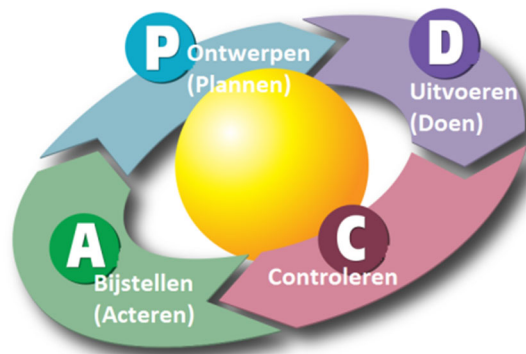 P
Ontwerpen
(Plannen)
D
Uitvoeren
(Doen)
C
Controleren
A
Bijstellen
(Acteren)